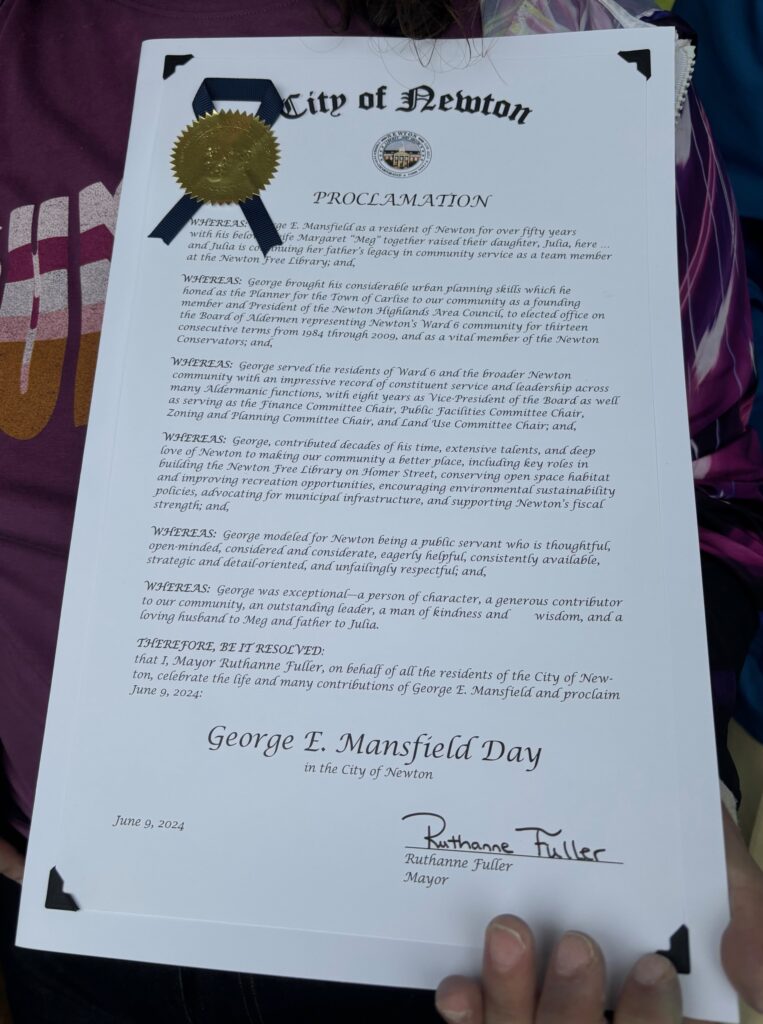 City of Newton
NEWTON
PROCLAMATION
WHEREAS: George E. Mansfield as a resident of Newton for over fifty years
with his beloved wife Margaret "Meg" together raised their daughter, Julia, here ...
and Julia is continuing her father's legacy in community service as a team member
at the Newton Free Library; and,
WHEREAS: George brought his considerable urban planning skills which he
honed as the Planner for the Town of Carlise to our community as a founding
member and President of the Newton Highlands Area Council, to elected office on
the Board of Aldermen representing Newton's Ward 6 community for thirteen
consecutive terms from 1984 through 2009, and as a vital member of the Newton
Conservators; and,
WHEREAS: George served the residents of Ward 6 and the broader Newton
community with an impressive record of constituent service and leadership across
many Aldermanic functions, with eight years as Vice-President of the Board as well
as serving as the Finance Committee Chair, Public Facilities Committee Chair,
Zoning and Planning Committee Chair, and Land Use Committee Chair; and,
WHEREAS: George, contributed decades of his time, extensive talents, and deep
love of Newton to making our community a better place, including key roles in
building the Newton Free Library on Homer Street, conserving open space habitat
and improving recreation opportunities, encouraging environmental sustainability
policies, advocating for municipal infrastructure, and supporting Newton's fiscal
strength; and,
WHEREAS: George modeled for Newton being a public servant who is thoughtful,
open-minded, considered and considerate, eagerly helpful, consistently available,
strategic and detail-oriented, and unfailingly respectful; and,
WHEREAS: George was exceptional—a person of character, a generous contributor
to our community, an outstanding leader, a man of kindness and wisdom, and a
loving husband to Meg and father to Julia.
THEREFORE, BE IT RESOLVED:
that I, Mayor Ruthanne Fuller, on behalf of all the residents of the City of New-
ton, celebrate the life and many contributions of George E. Mansfield and proclaim
June 9, 2024:
George E. Mansfield Day
in the City of Newton
June 9, 2024
Ruthanne Fuller
Ruthanne Fuller
Mayor